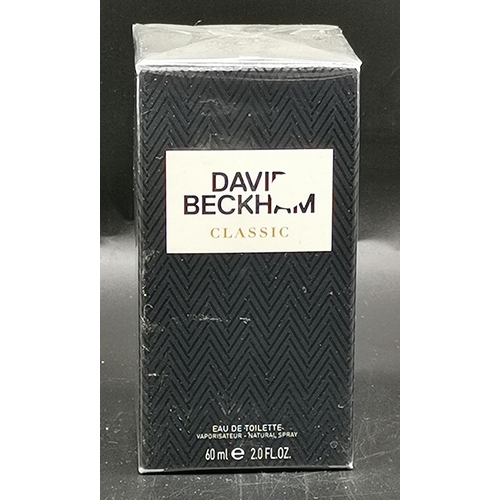 DAVID
BECKHAM
CLASSIC
EAU DE TOILETTE
VAPORISATEUR - NATURAL SPRAY
60 ml e 2.0 FL.OZ.